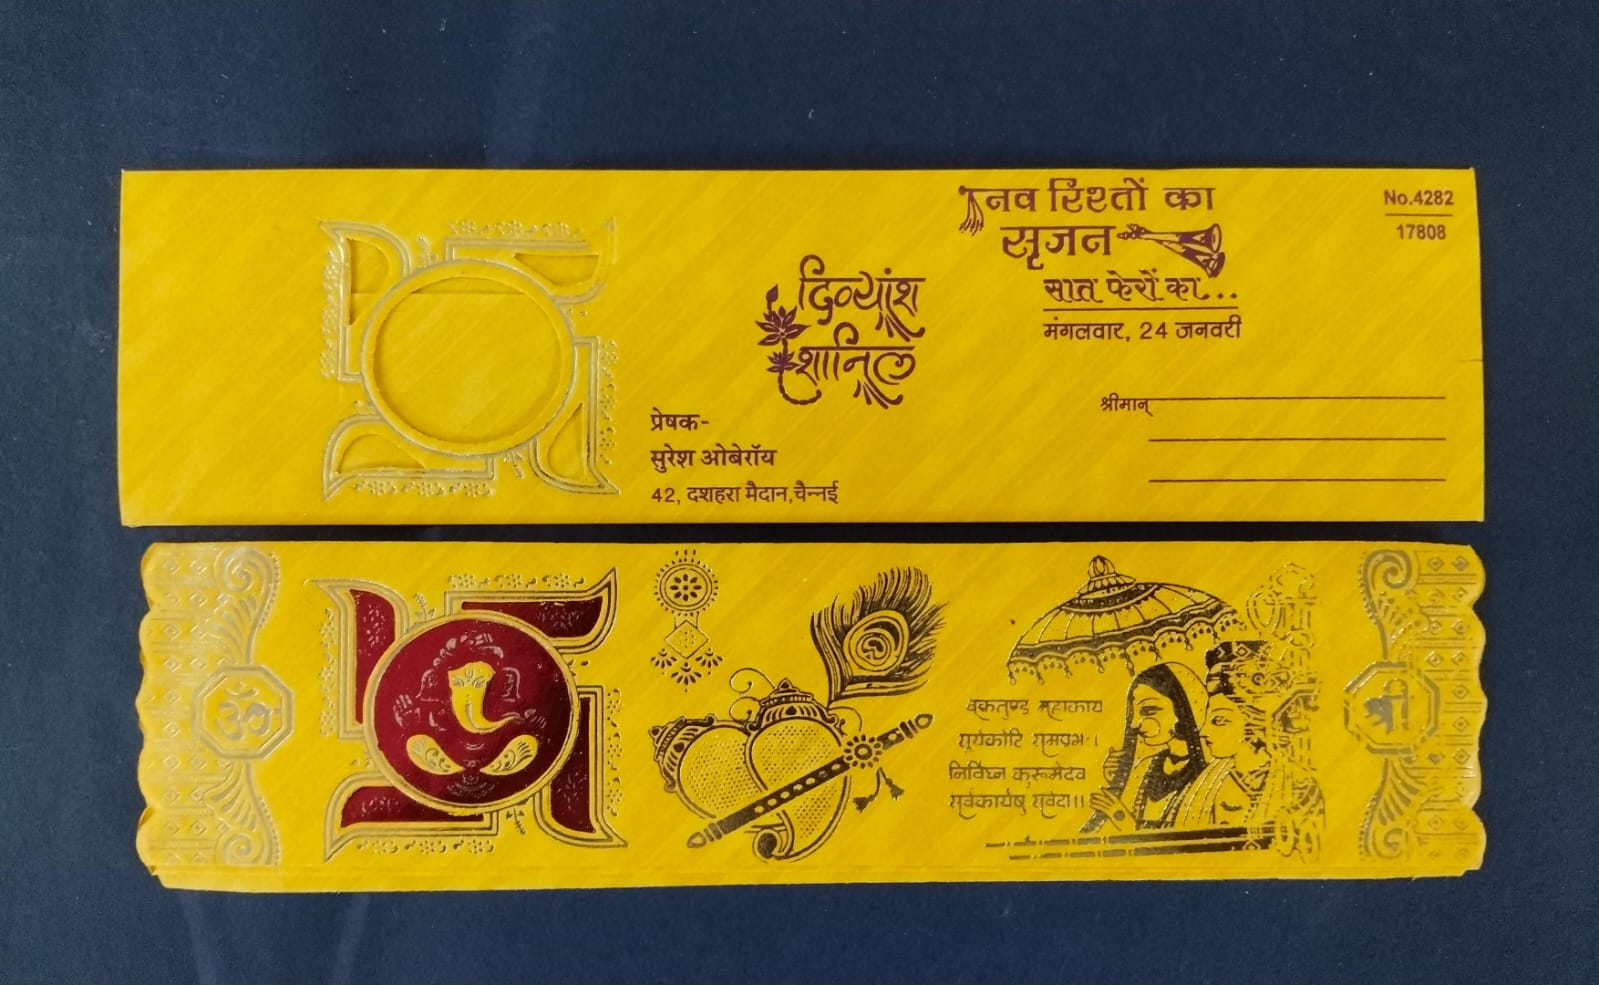 नव रिश्तों का
सृजन
सात फेरों का...
मंगलवार, 24 जनवरी
No.4282
17808
दिव्यांश
शानिल
श्रीमान्
प्रेषक-
सुरेश ओबेरॉय
42, दशहरा मैदान,चैन्नई
ॐ
वक्रतुण्ड महाकाय
सूर्यकोटि समप्रभः।
निर्विघ्न करूमेदेव
सर्वकार्येषु सर्वदा।।
श्री